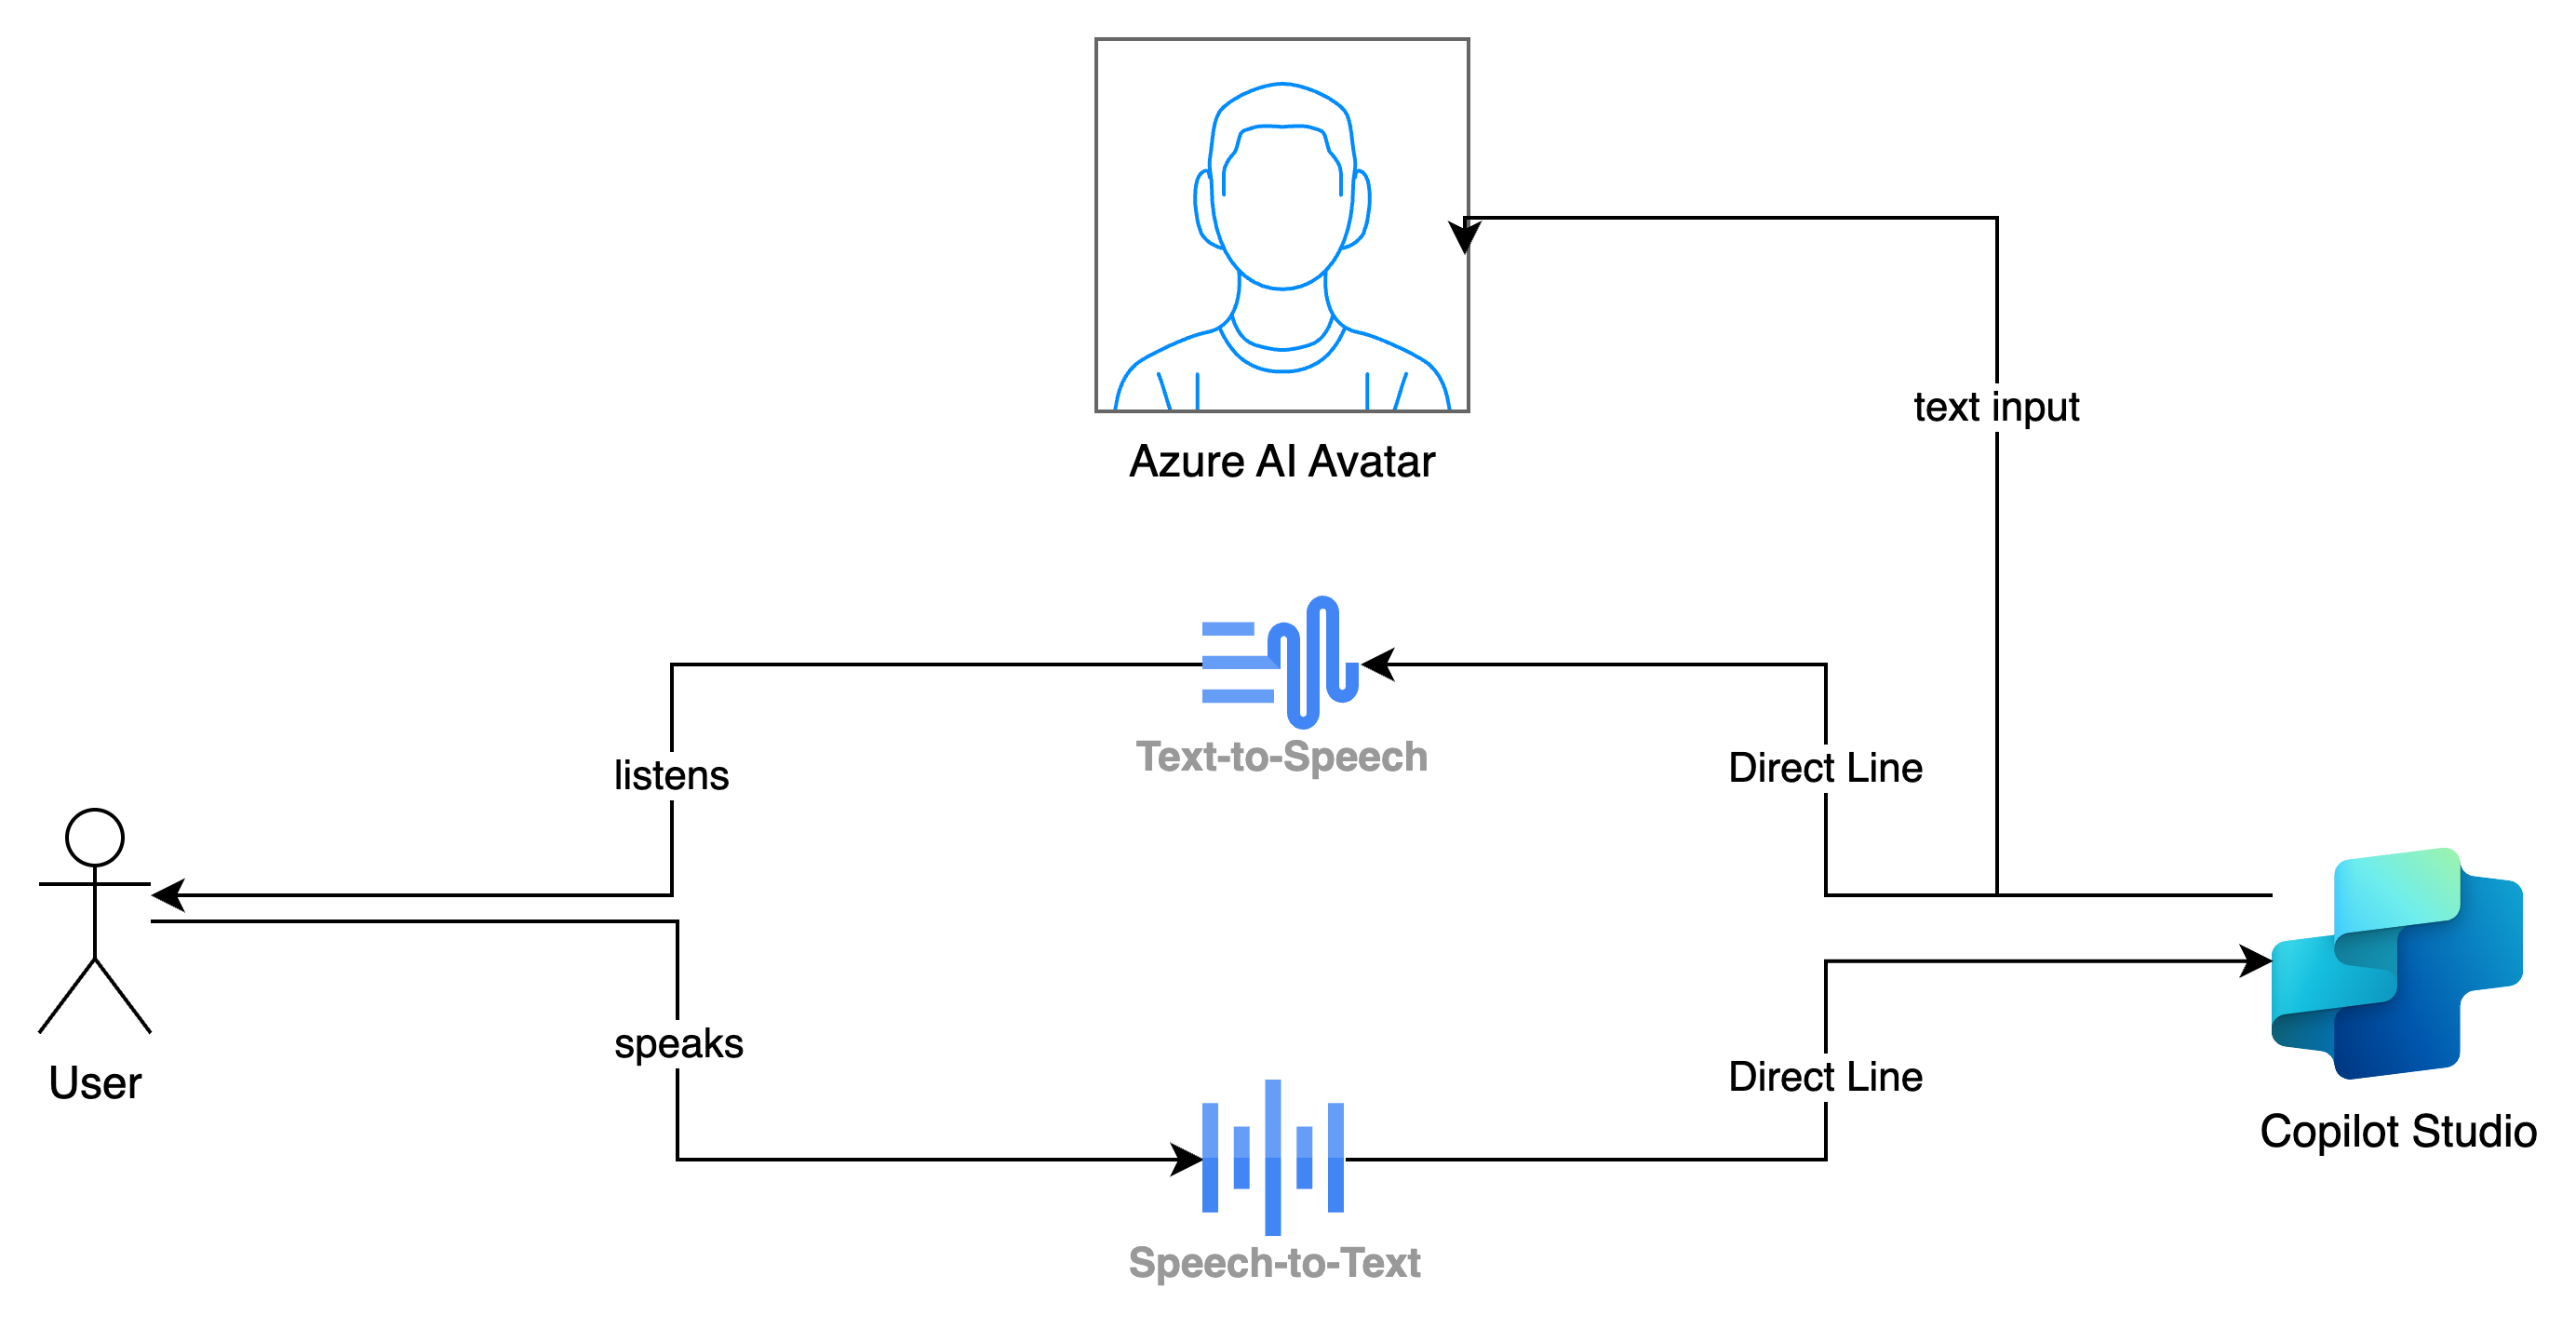 Azure AI Avatar
text input
Text-to-Speech
listens
Direct Line
User
speaks
Direct Line
Copilot Studio
Speech-to-Text